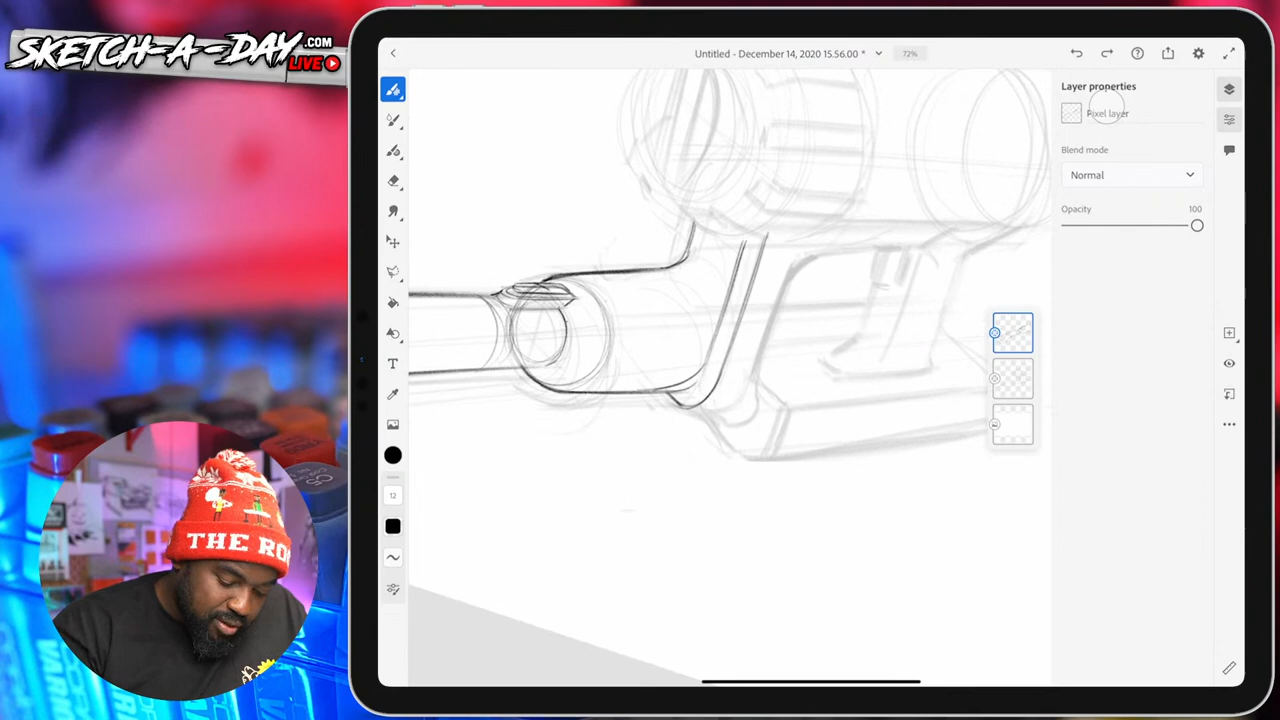 SKETCH-A-DAY.COM
LIVE
Untitled - December 14, 2020 15.56.00 *
72%
Layer properties
Pixel layer
Blend mode
Normal
Opacity
100
T
12
THE RO
VAR